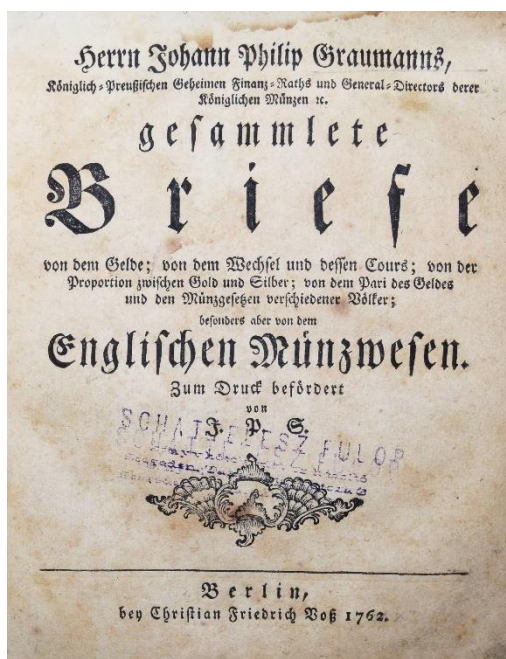 Herrn Johann Philip Graumanns,
Königlich-Preußischen Geheimen Finanz-Raths und General-Directors derer
Königlichen Münzen ꝛc.
gesammlete
Briefe
von dem Gelde; von dem Wechsel und dessen Cours; von der
Proportion zwischen Gold und Silber; von dem Pari des Geldes
und den Münzgesetzen verschiedener Völker;
besonders aber von dem
Englischen Münzwesen.
Zum Druck befördert
von
J. P. S.
FULOP
Berlin,
bey Christian Friedrich Voß 1762.